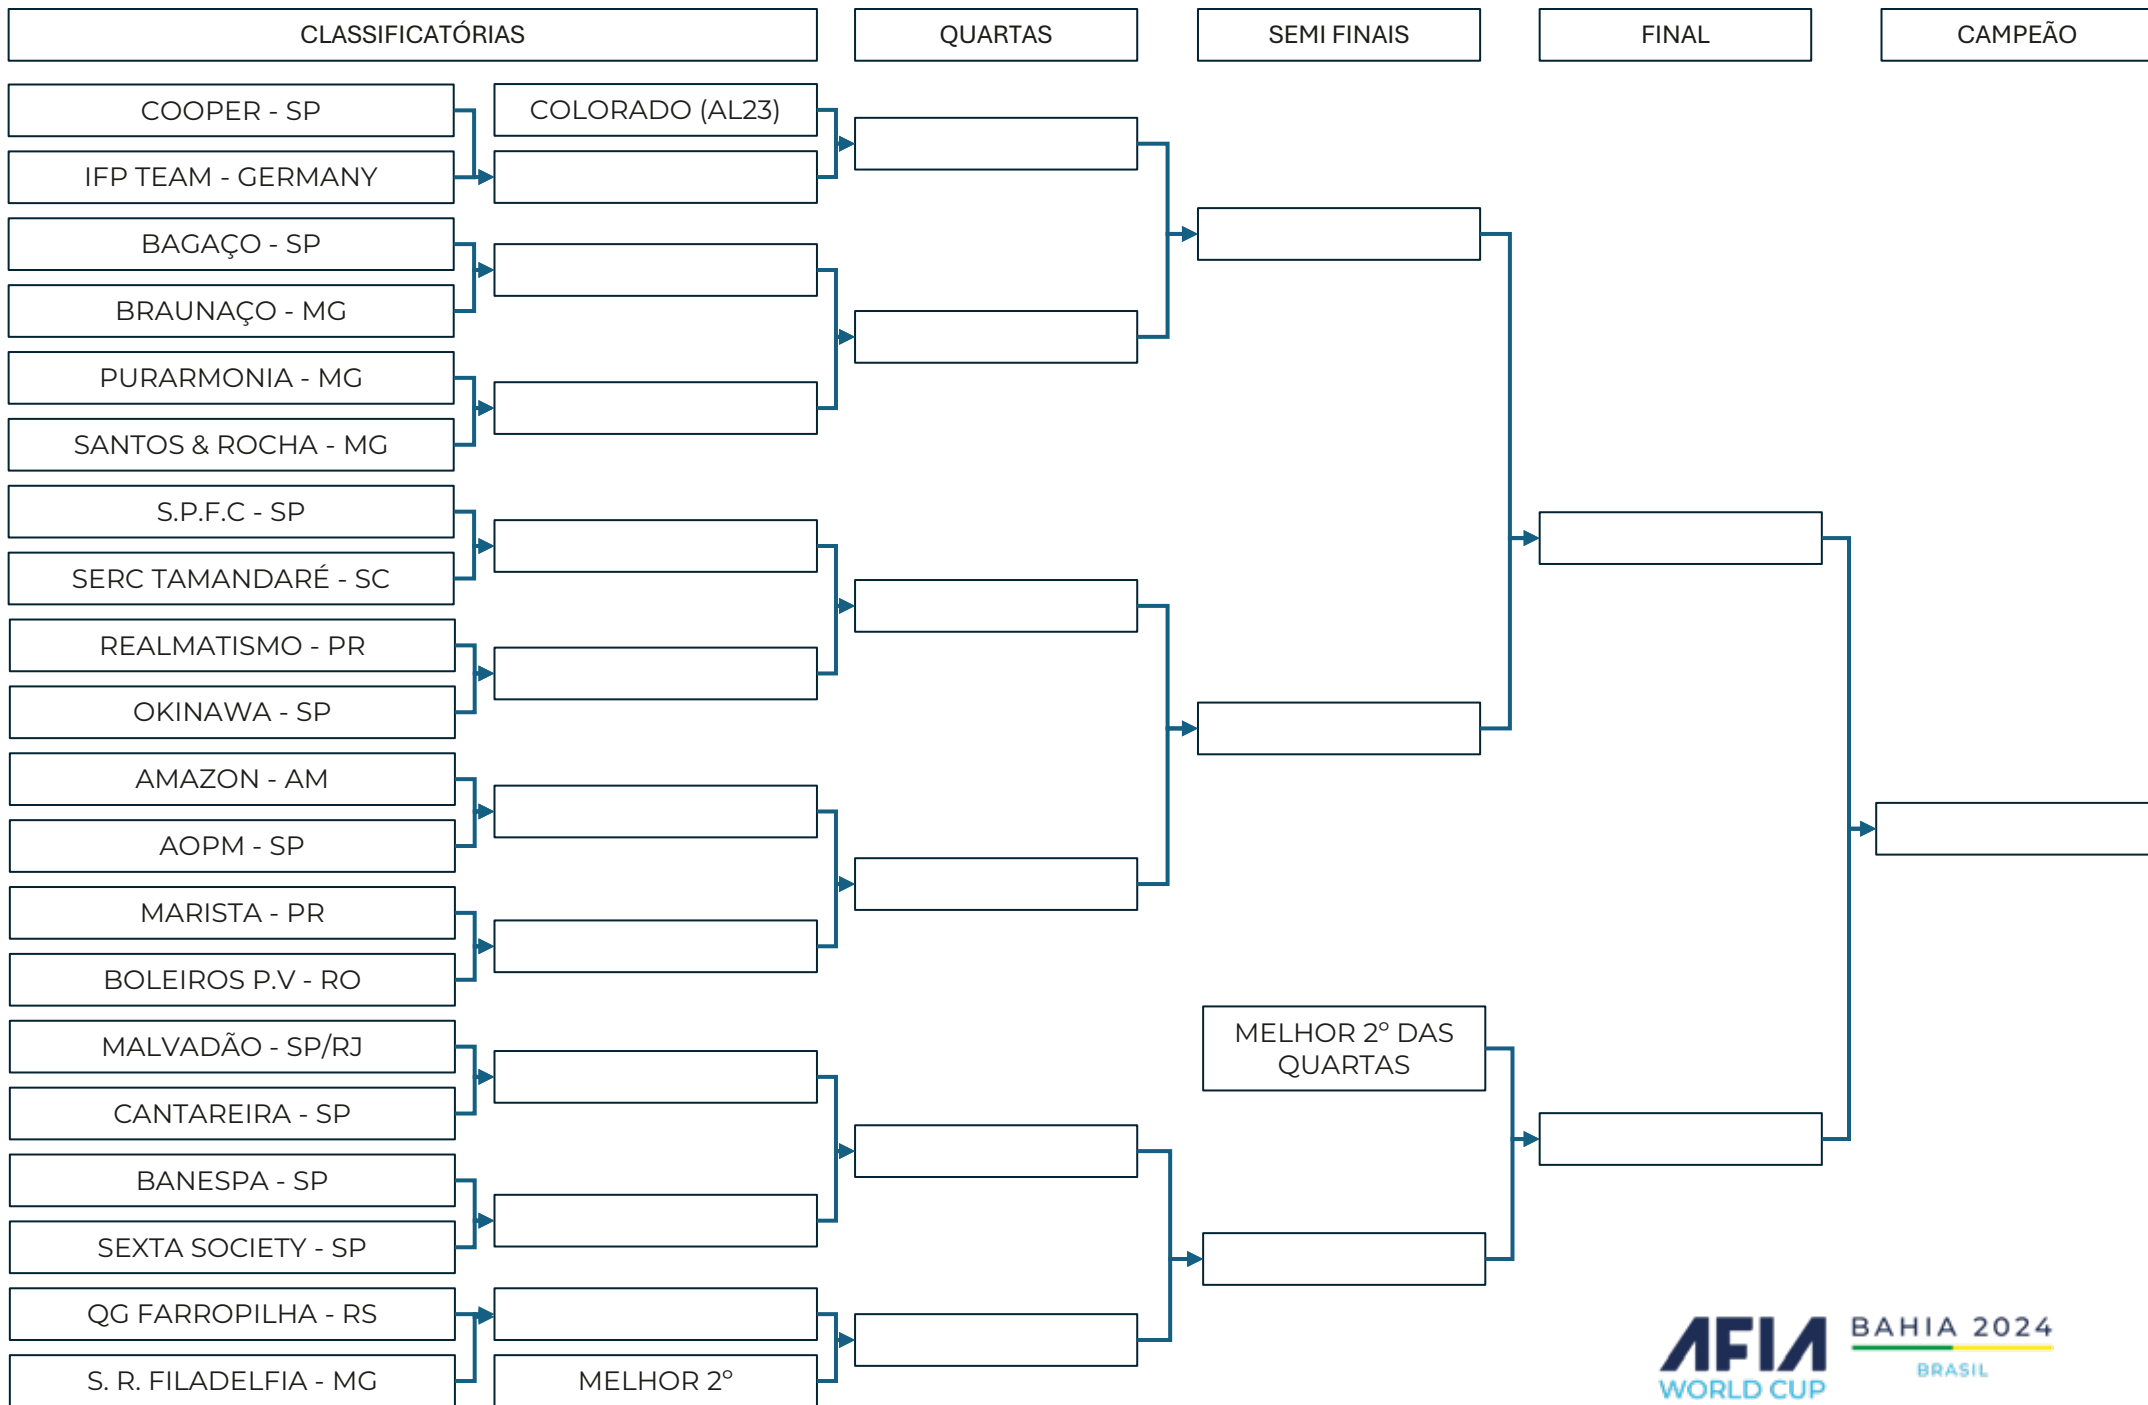 CLASSIFICATÓRIAS
QUARTAS
SEMI FINAIS
FINAL
CAMPEÃO
COOPER - SP
COLORADO (AL23)
IFP TEAM - GERMANY
BAGAÇO - SP
BRAUNAÇO - MG
PURARMONIA - MG
SANTOS & ROCHA - MG
S.P.F.C - SP
SERC TAMANDARÉ - SC
REALMATISMO - PR
OKINAWA - SP
AMAZON - AM
AOPM - SP
MARISTA - PR
BOLEIROS P.V - RO
MALVADÃO - SP/RJ
MELHOR 2º DAS
QUARTAS
CANTAREIRA - SP
BANESPA - SP
SEXTA SOCIETY - SP
QG FARROPILHA - RS
S. R. FILADELFIA - MG
MELHOR 2º
AFIA
WORLD CUP
BAHIA 2024
BRASIL